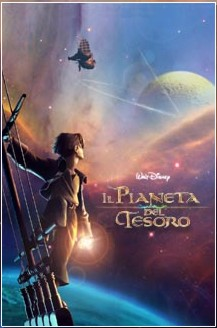 Walt Disney
IL PIANETA
DEL
TESORO